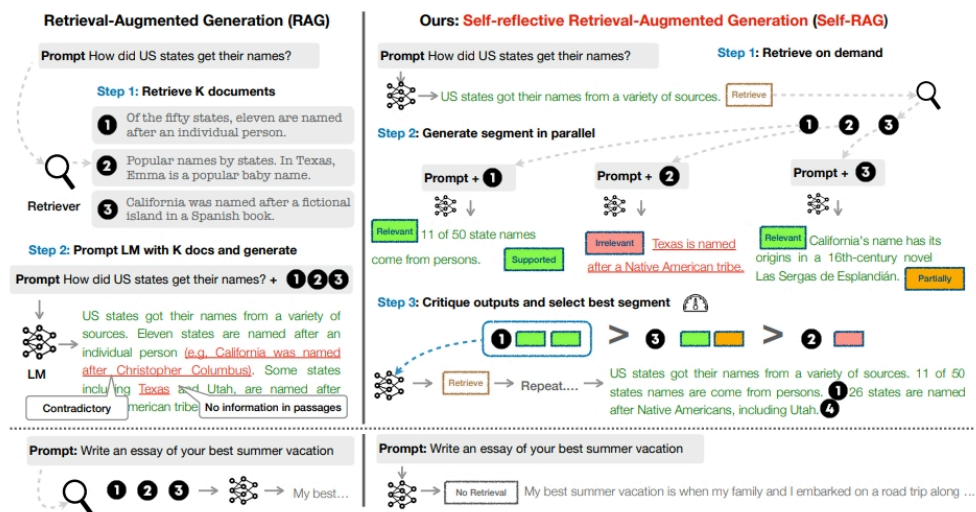 Retrieval-Augmented Generation (RAG)
Prompt How did US states get their names?
Step 1: Retrieve K documents
1 Of the fifty states, eleven are named
after an individual person.
2 Popular names by states. In Texas,
Emma is a popular baby name.
3 California was named after a fictional
island in a Spanish book.
Retriever
Step 2: Prompt LM with K docs and generate
Prompt How did US states get their names? + 1 2 3
US states got their names from a variety of
sources. Eleven states are named after an
individual person (e.g, California was named
after Christopher Columbus). Some states
including Texas and Utah, are named after
merican tribe
LM
Contradictory
No information in passages
Prompt: Write an essay of your best summer vacation
1 2 3
My best...
Ours: Self-reflective Retrieval-Augmented Generation (Self-RAG)
Prompt How did US states get their names?
Step 1: Retrieve on demand
US states got their names from a variety of sources. Retrieve
1 2 3
Step 2: Generate segment in parallel
Prompt + 1
Relevant 11 of 50 state names
come from persons. Supported
Prompt + 2
Irrelevant Texas is named
after a Native American tribe.
Prompt + 3
Relevant California's name has its
origins in a 16th-century novel
Las Sergas de Esplandián. Partially
Step 3: Critique outputs and select best segment
1 > 3 > 2
Retrieve Repeat....
US states got their names from a variety of sources. 11 of 50
states names are come from persons. 1 26 states are named
after Native Americans, including Utah. 4
Prompt: Write an essay of your best summer vacation
No Retrieval My best summer vacation is when my family and I embarked on a road trip along ...